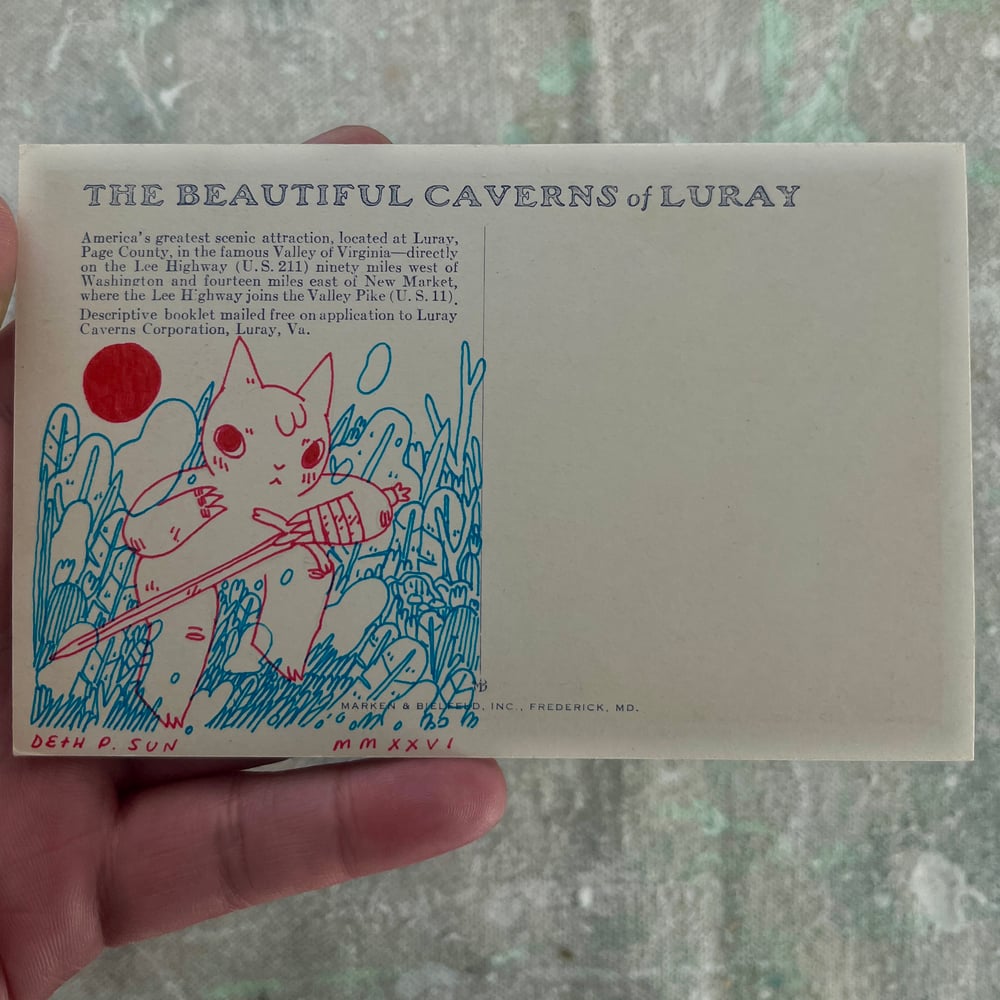 THE BEAUTIFUL CAVERNS of LURAY
America's greatest scenic attraction, located at Luray,
Page County, in the famous Valley of Virginia—directly
on the Lee Highway (U.S. 211) ninety miles west of
Washington and fourteen miles east of New Market,
where the Lee Highway joins the Valley Pike (U.S. 11).
Descriptive booklet mailed free on application to Luray
Caverns Corporation, Luray, Va.
MB
MARKEN & BIELFELD, INC., FREDERICK, MD.
DETH P. SUN MMXXVI